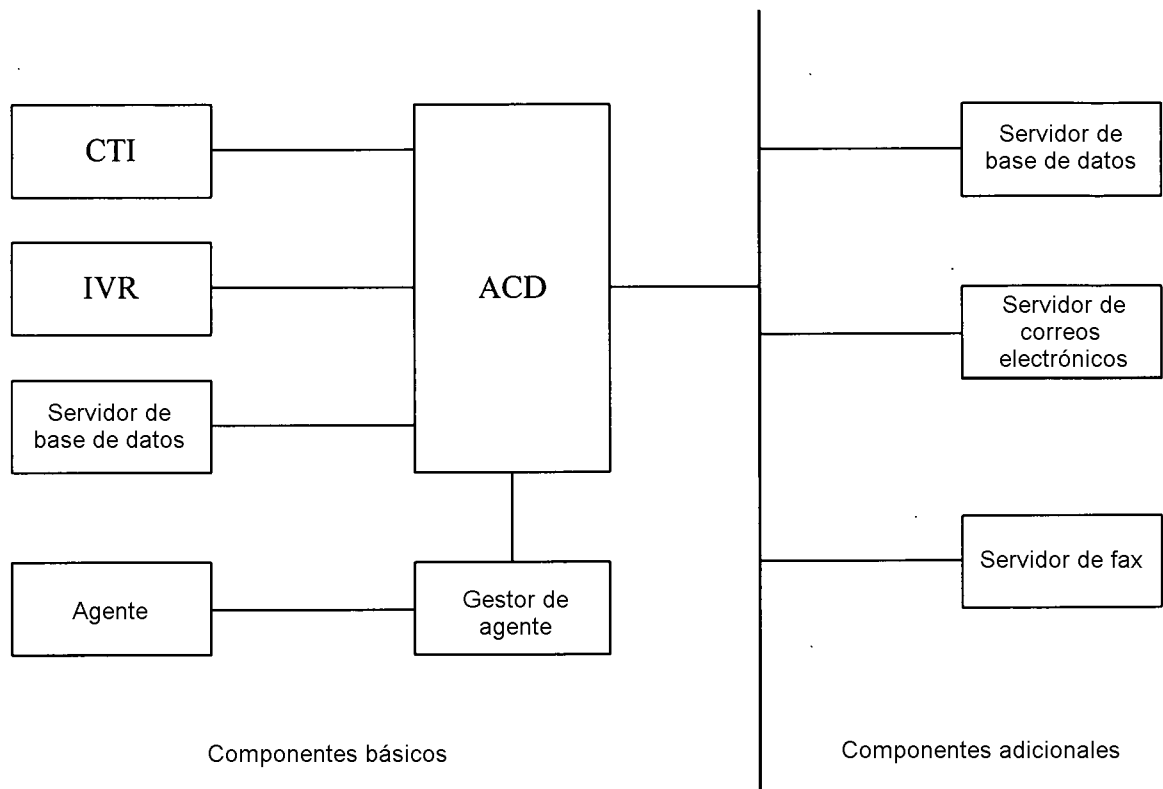 CTI
IVR
Servidor de
base de datos
Agente
ACD
Gestor de
agente
Servidor de
base de datos
Servidor de
correos
electrónicos
Servidor de fax
Componentes básicos
Componentes adicionales